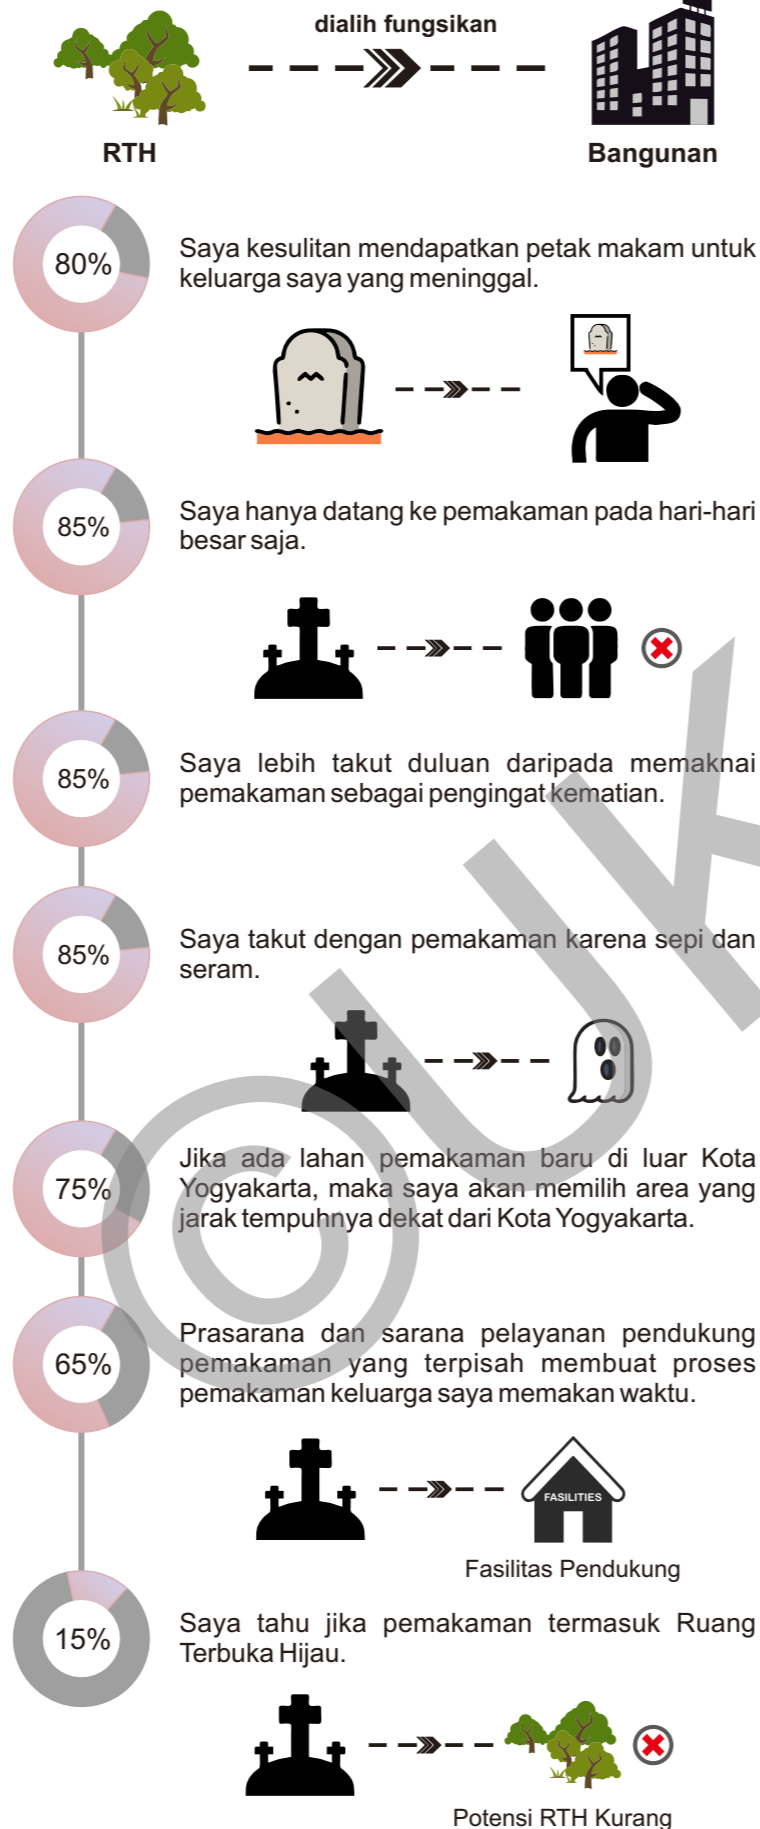 dialih fungsikan
RTH
Bangunan
80%
Saya kesulitan mendapatkan petak makam untuk
keluarga saya yang meninggal.
85%
Saya hanya datang ke pemakaman pada hari-hari
besar saja.
85%
Saya lebih takut duluan daripada memaknai
pemakaman sebagai pengingat kematian.
85%
Saya takut dengan pemakaman karena sepi dan
seram.
75%
Jika ada lahan pemakaman baru di luar Kota
Yogyakarta, maka saya akan memilih area yang
jarak tempuhnya dekat dari Kota Yogyakarta.
65%
Prasarana dan sarana pelayanan pendukung
pemakaman yang terpisah membuat proses
pemakaman keluarga saya memakan waktu.
FASILITIES
Fasilitas Pendukung
15%
Saya tahu jika pemakaman termasuk Ruang
Terbuka Hijau.
Potensi RTH Kurang
©UK